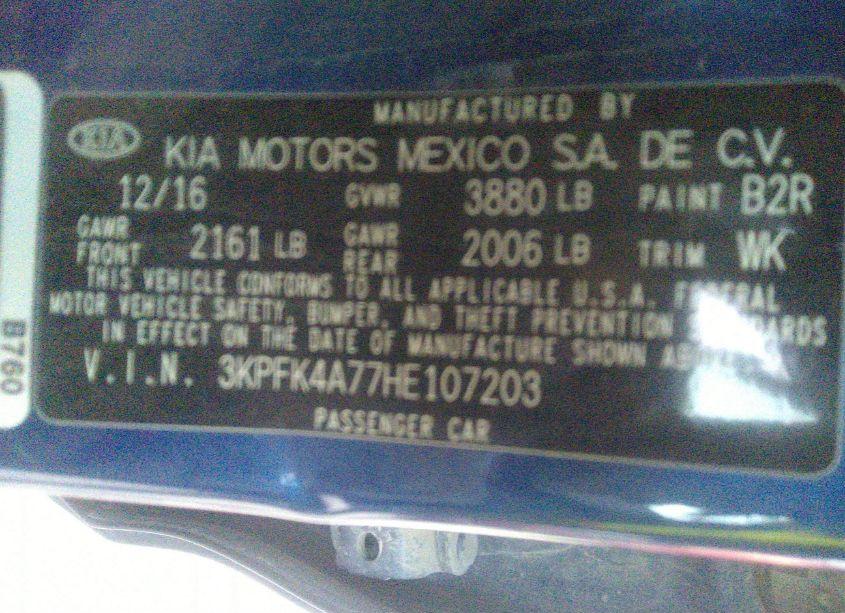 MANUFACTURED BY
KIA KIA MOTORS MEXICO S.A. DE C.V.
12/16 GVWR 3880 LB PAINT B2R
GAWR FRONT 2161 LB GAWR REAR 2006 LB TRIM WK
THIS VEHICLE CONFORMS TO ALL APPLICABLE U.S.A. FEDERAL
MOTOR VEHICLE SAFETY, BUMPER, AND THEFT PREVENTION STANDARDS
IN EFFECT ON THE DATE OF MANUFACTURE SHOWN ABOVE.
V.I.N. 3KPFK4A77HE107203
PASSENGER CAR
B760